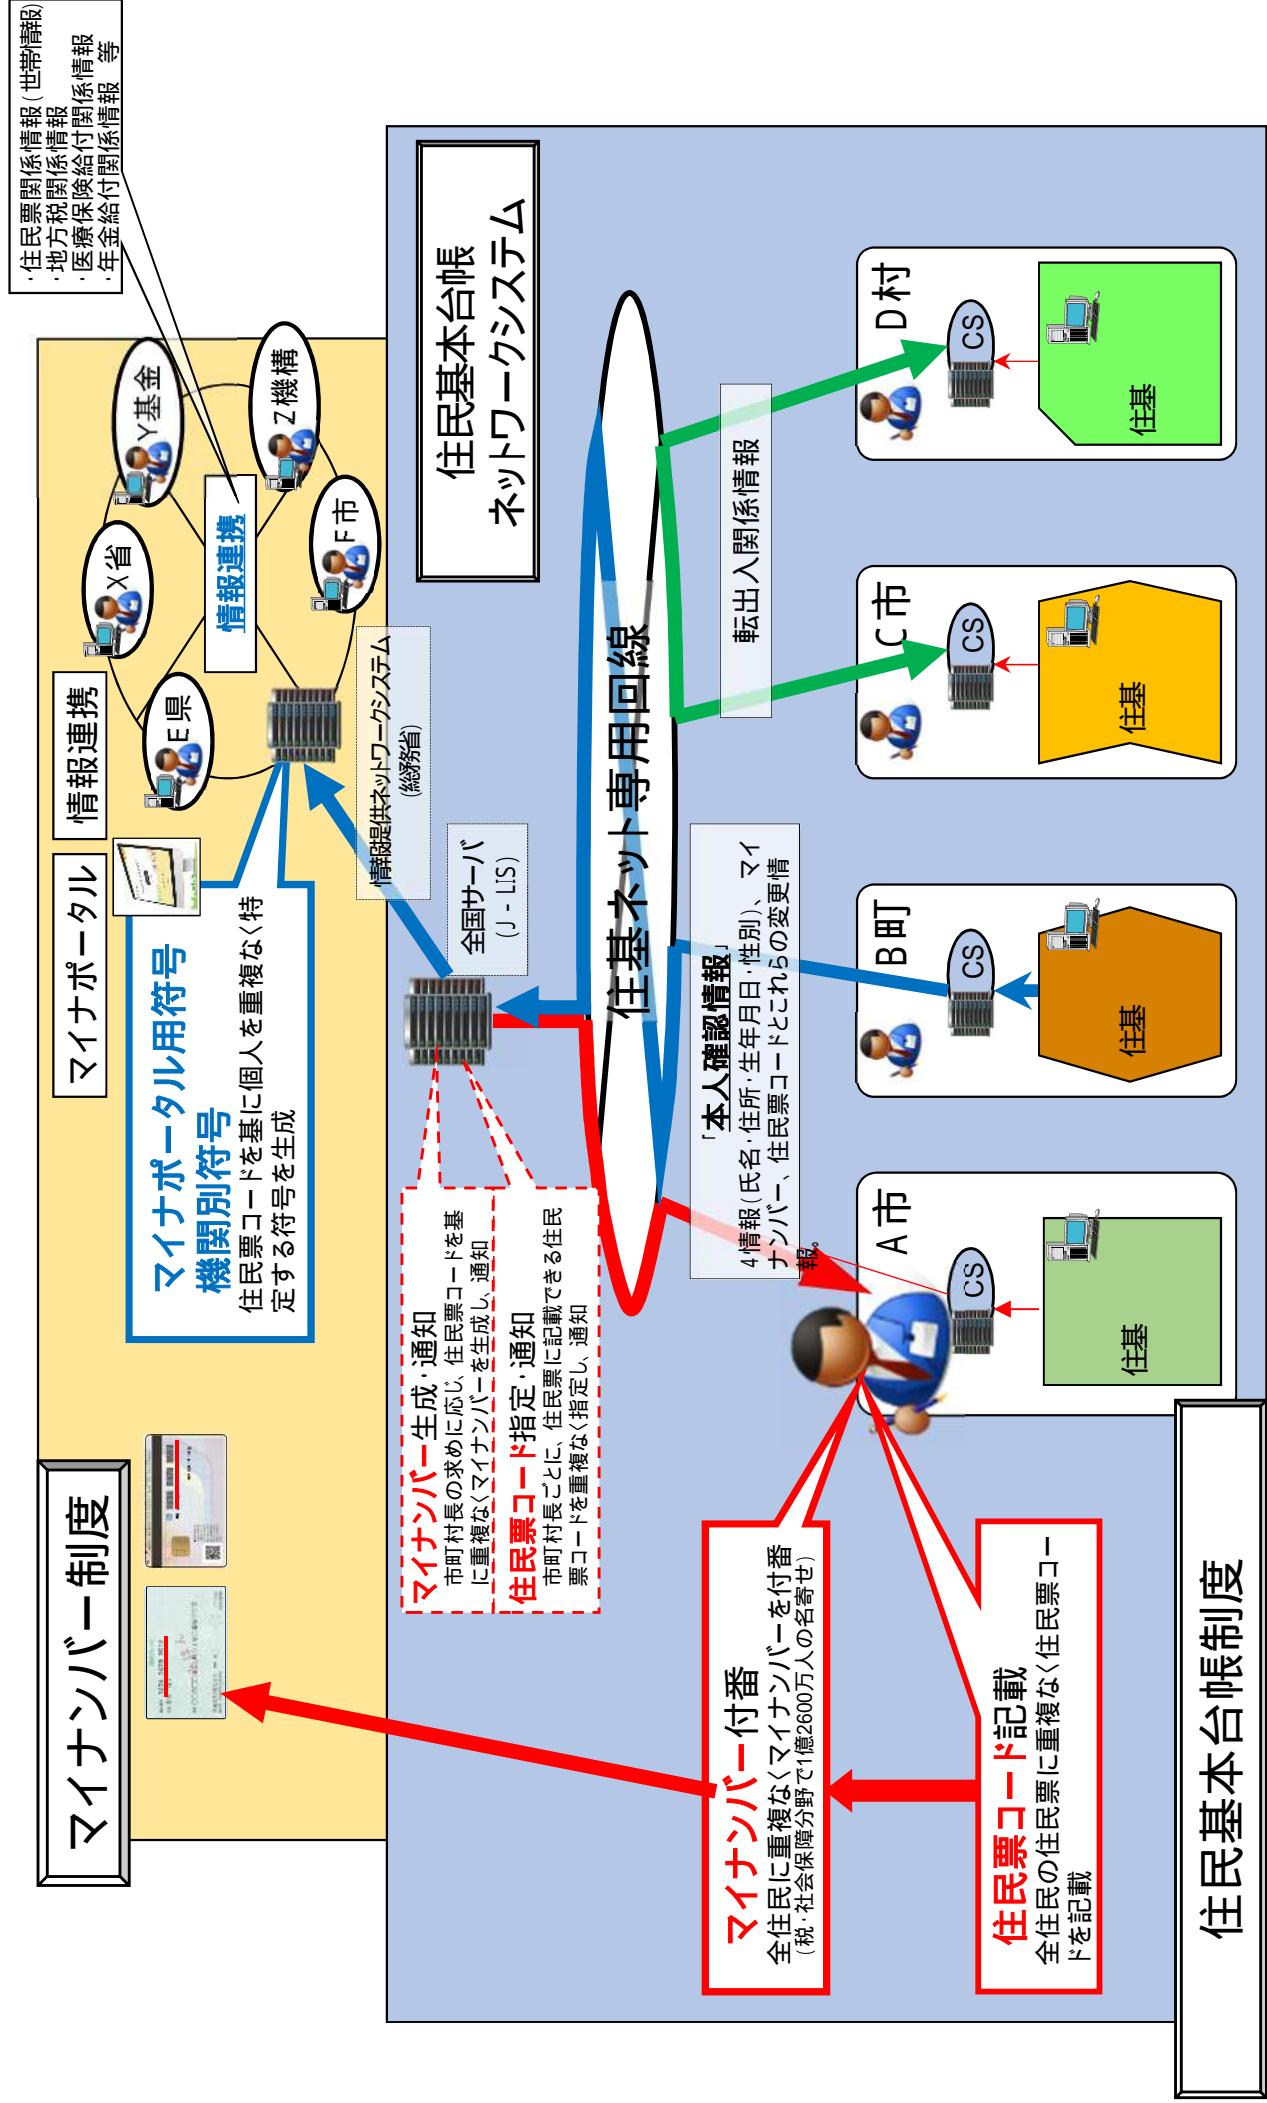 マイナンバー制度
マイナポータル
情報連携
・住民票関係情報(世帯情報)
・地方税関係情報
・医療保険給付関係情報
・年金給付関係情報 等
マイナポータル用符号
機関別符号
住民票コードを基に個人を重複なく特
定する符号を生成
E県
X省
Y基金
Z機構
F市
情報連携
情報提供ネットワークシステム
(総務省)
全国サーバ
(J-LIS)
住民基本台帳
ネットワークシステム
マイナンバー生成・通知
市町村長の求めに応じ、住民票コードを基
に重複なくマイナンバーを生成し、通知
住民票コード指定・通知
市町村長ごとに、住民票に記載できる住民
票コードを重複なく指定し、通知
住基ネット専用回線
「本人確認情報」
4情報(氏名・住所・生年月日・性別)、マイ
ナンバー、住民票コードとこれらの変更情
報。
転出入関係情報
マイナンバー付番
全住民に重複なくマイナンバーを付番
(税・社会保障分野で1億2600万人の名寄せ)
住民票コード記載
全住民の住民票に重複なく住民票コー
ドを記載
A市
CS
住基
B町
CS
住基
C市
CS
住基
D村
CS
住基
住民基本台帳制度